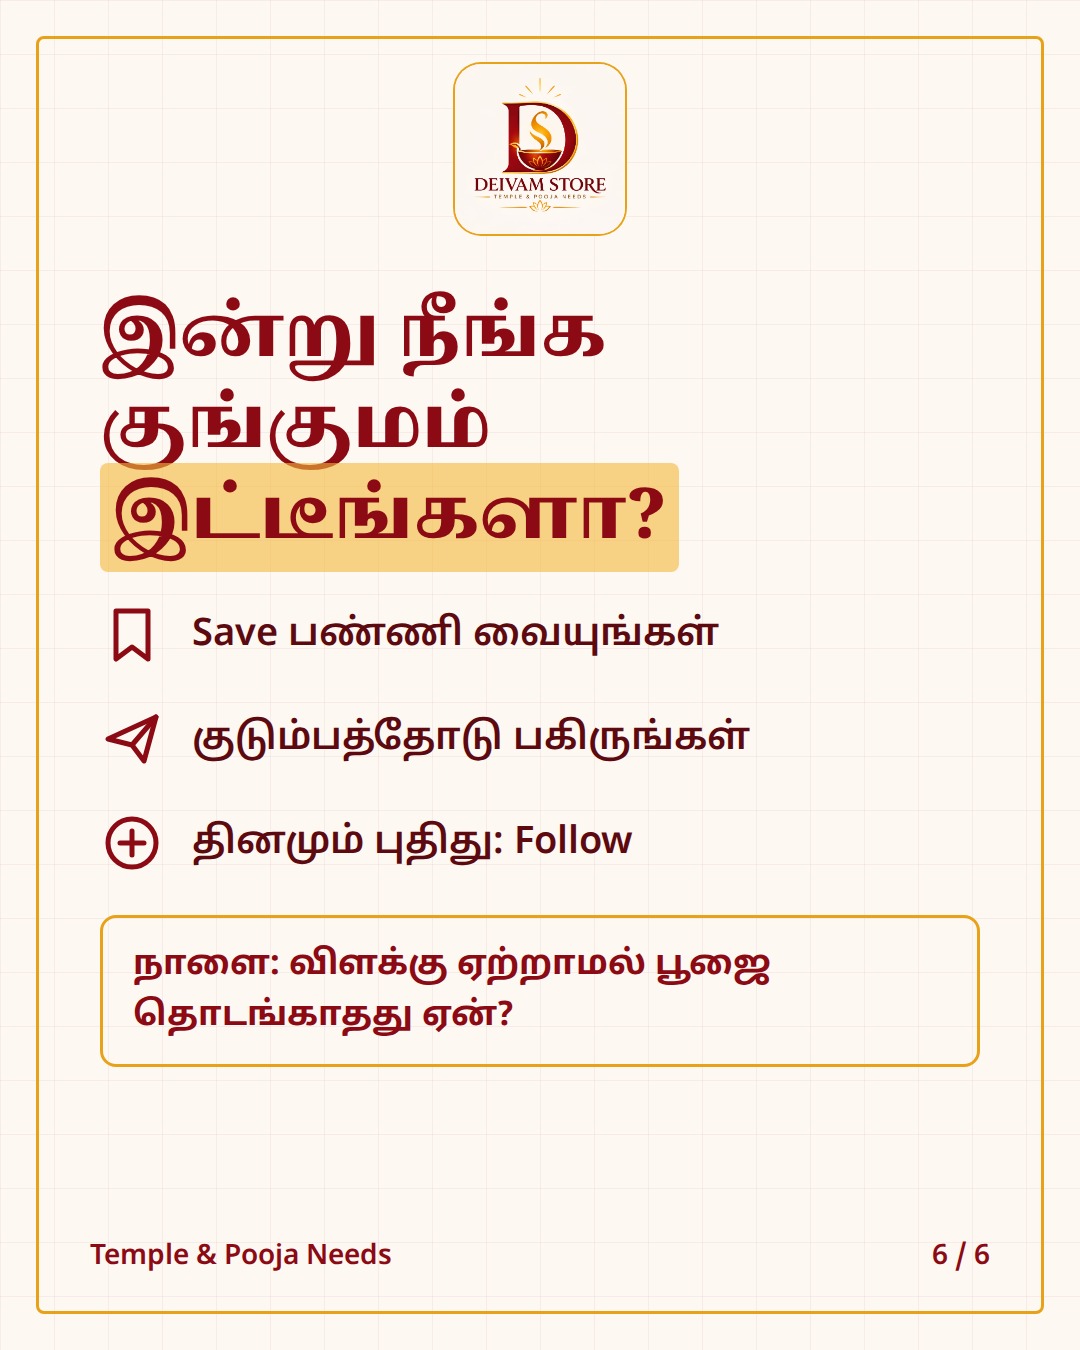 DEIVAM STORE
TEMPLE & POOJA NEEDS
இன்று நீங்க
குங்குமம்
இட்டீங்களா?
Save பண்ணி வையுங்கள்
குடும்பத்தோடு பகிருங்கள்
தினமும் புதிது: Follow
நாளை: விளக்கு ஏற்றாமல் பூஜை
தொடங்காதது ஏன்?
Temple & Pooja Needs
6 / 6